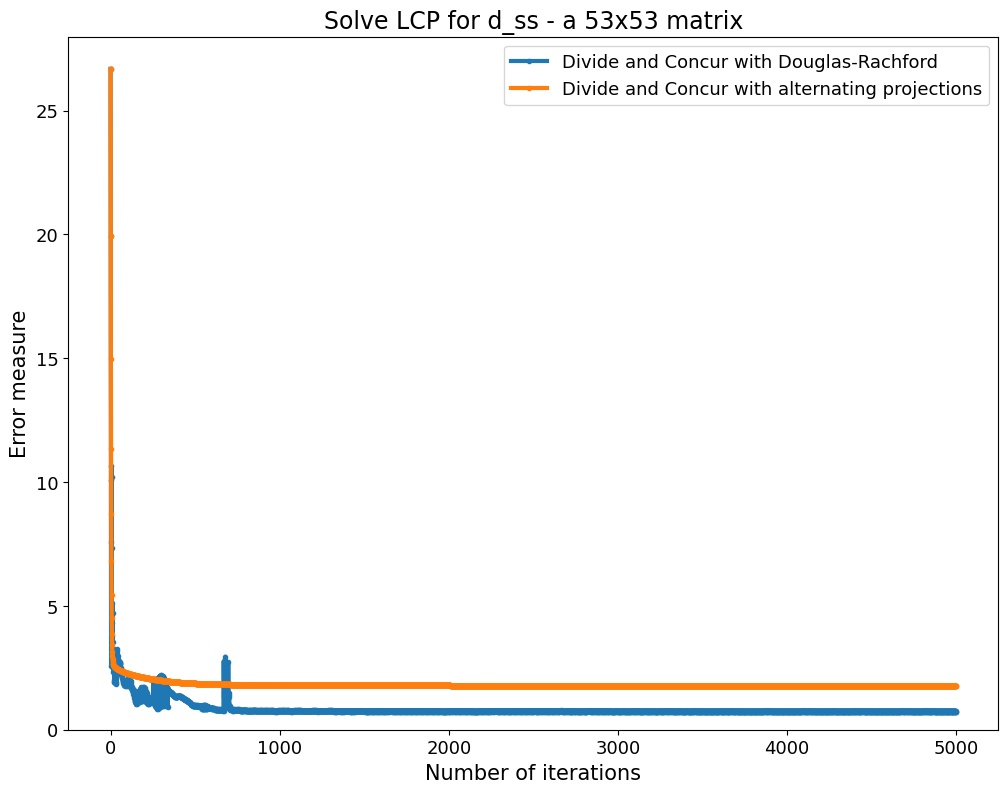 Solve LCP for d_ss - a 53x53 matrix
Divide and Concur with Douglas-Rachford
Divide and Concur with alternating projections
Error measure
25
20
15
10
5
0
0 1000 2000 3000 4000 5000
Number of iterations